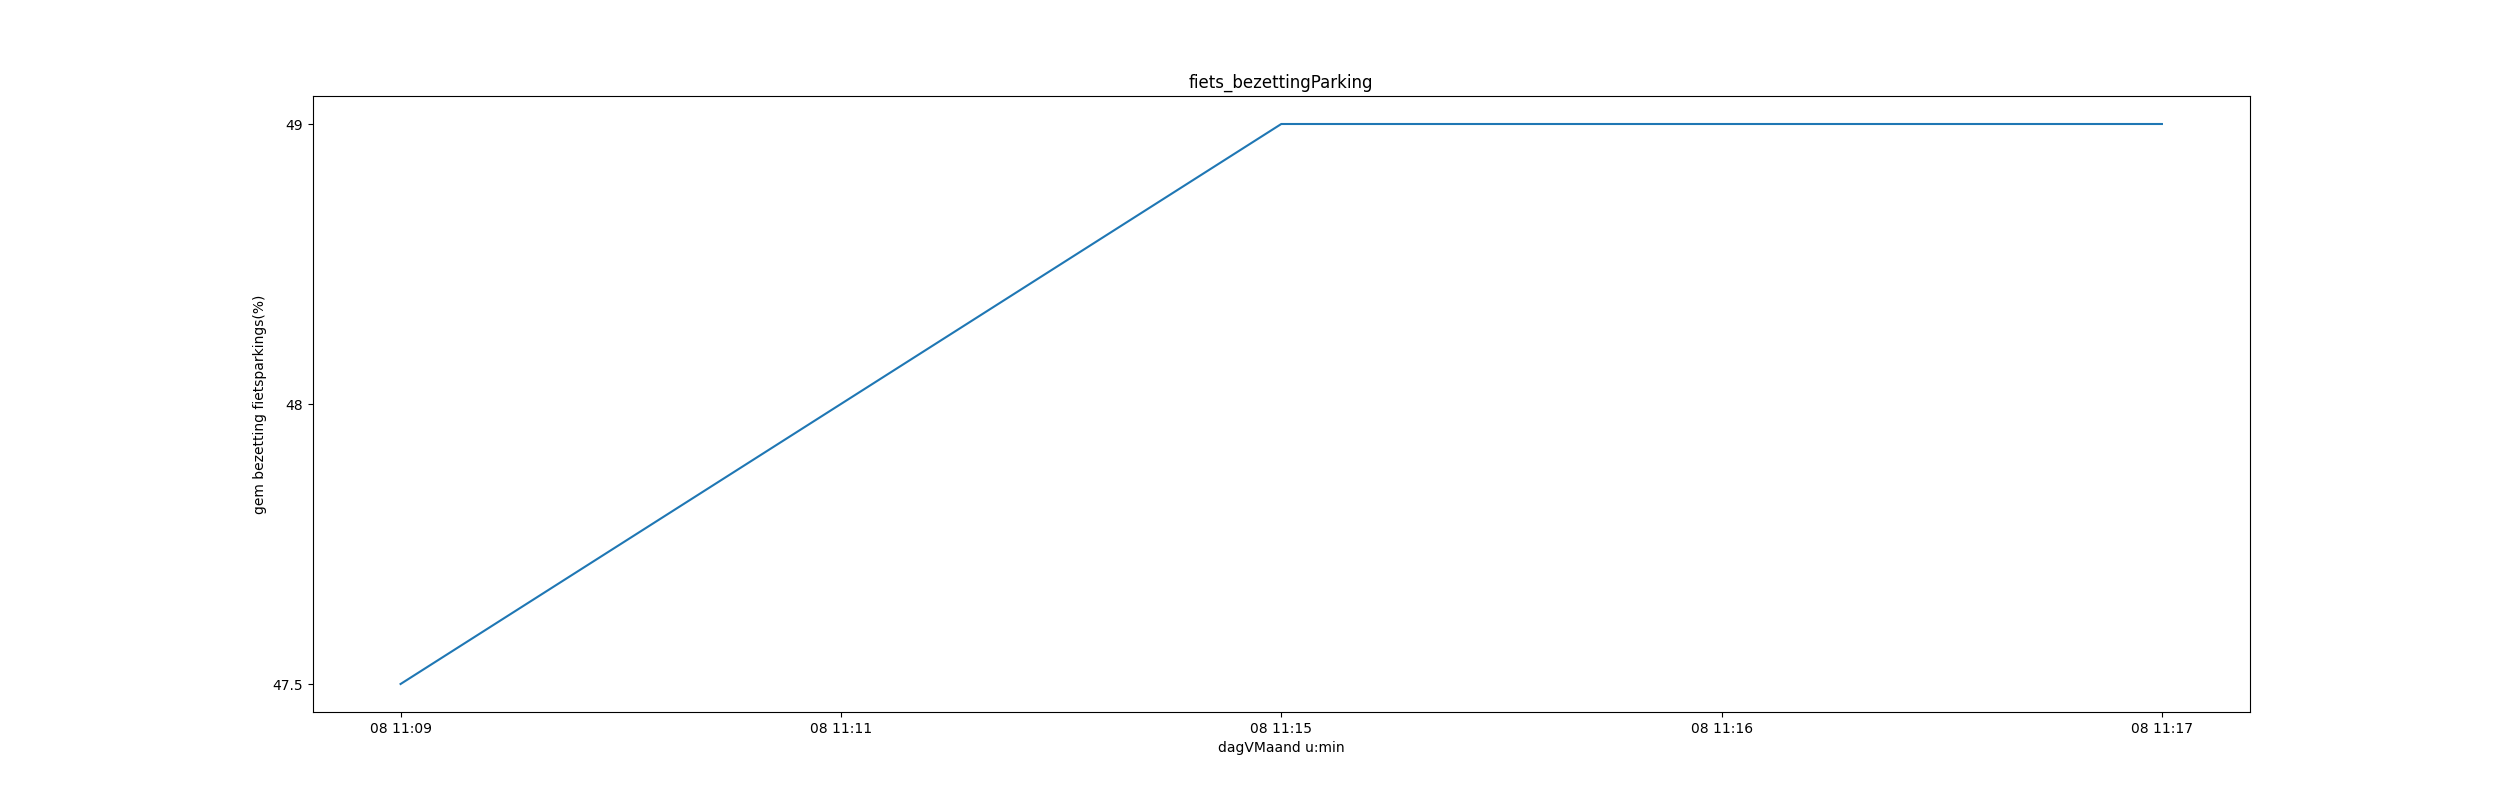 fiets_bezettingParking
49
48
47.5
gem bezetting fietsparkings(%)
08 11:09 08 11:11 08 11:15 08 11:16 08 11:17
dagVMaand u:min